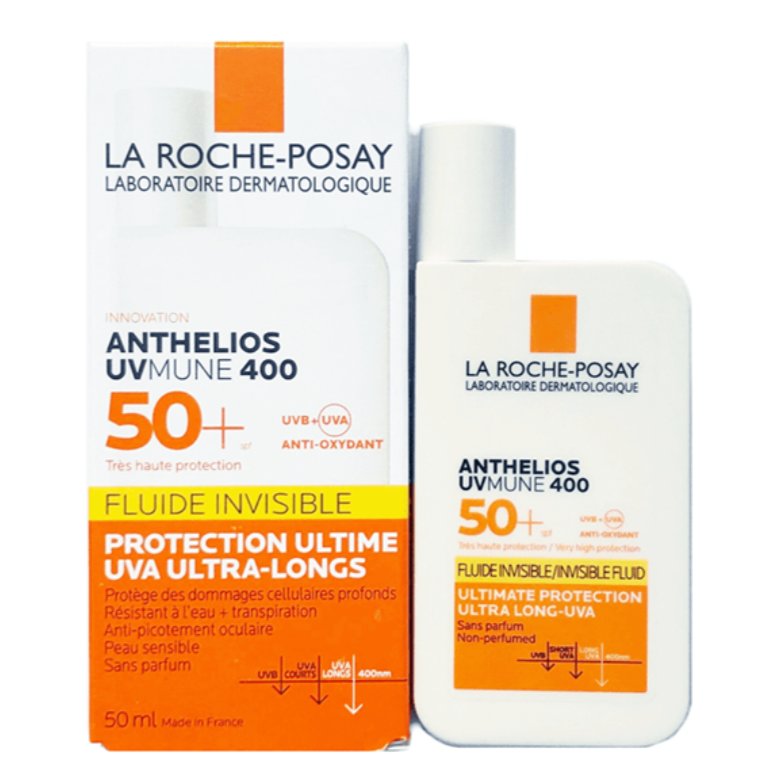 LA ROCHE-POSAY
LABORATOIRE DERMATOLOGIQUE
INNOVATION
ANTHELIOS
UVMUNE 400
50+
spf
UVB+UVA
ANTI-OXYDANT
Très haute protection
FLUIDE INVISIBLE
PROTECTION ULTIME
UVA ULTRA-LONGS
Protège des dommages cellulaires profonds
Résistant à l'eau + transpiration
Anti-picotement oculaire
Peau sensible
Sans parfum
UVB
UVA COURTS
UVA LONGS
400nm
50 ml Made in France
LA ROCHE-POSAY
LABORATOIRE DERMATOLOGIQUE
ANTHELIOS
UVMUNE 400
50+
spf
UVB+UVA
ANTI-OXYDANT
Très haute protection / Very high protection
FLUIDE INVISIBLE/INVISIBLE FLUID
ULTIMATE PROTECTION
ULTRA LONG-UVA
Sans parfum
Non-perfumed
UVB
SHORT UVA
LONG UVA
400nm